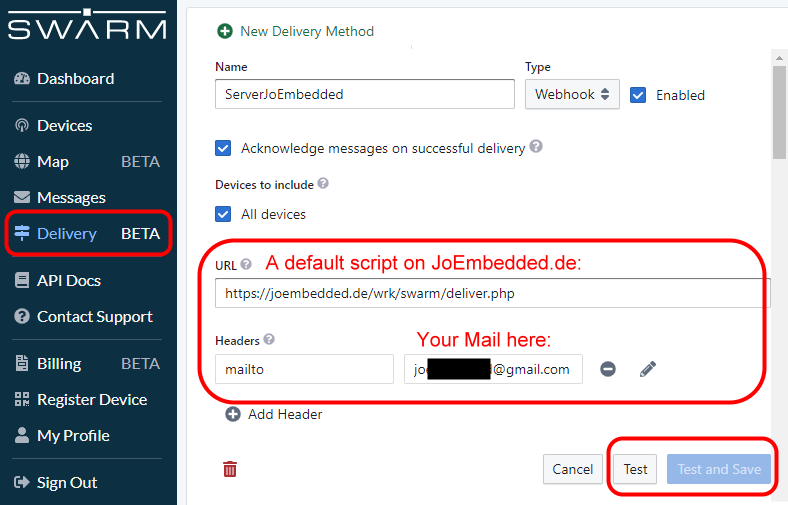 SWARM
Dashboard
Devices
Map BETA
Messages
Delivery BETA
API Docs
Contact Support
Billing BETA
Register Device
My Profile
Sign Out
New Delivery Method
Name Type
ServerJoEmbedded Webhook Enabled
Acknowledge messages on successful delivery ?
Devices to include ?
All devices
URL ? A default script on JoEmbedded.de:
https://joembedded.de/wrk/swarm/deliver.php
Headers ? Your Mail here:
mailto jo @gmail.com
Add Header
Cancel Test Test and Save